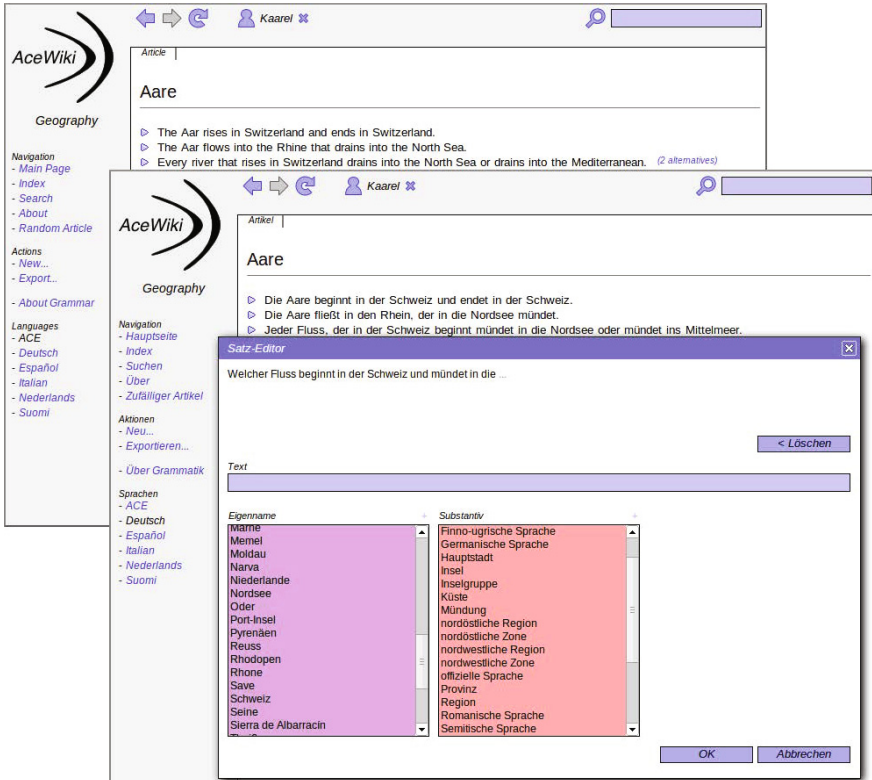 Kaarel
AceWiki
Geography
Navigation
- Main Page
- Index
- Search
- About
- Random Article
Actions
- New...
- Export...
- About Grammar
Languages
- ACE
- Deutsch
- Español
- Italian
- Nederlands
- Suomi
Article
Aare
The Aar rises in Switzerland and ends in Switzerland.
The Aar flows into the Rhine that drains into the North Sea.
Every river that rises in Switzerland drains into the North Sea or drains into the Mediterranean. (2 alternatives)
Kaarel
AceWiki
Geography
Navigation
- Hauptseite
- Index
- Suchen
- Über
- Zufälliger Artikel
Aktionen
- Neu...
- Exportieren...
- Über Grammatik
Sprachen
- ACE
- Deutsch
- Español
- Italian
- Nederlands
- Suomi
Artikel
Aare
Die Aare beginnt in der Schweiz und endet in der Schweiz.
Die Aare fließt in den Rhein, der in die Nordsee mündet.
Jeder Fluss, der in der Schweiz beginnt mündet in die Nordsee oder mündet ins Mittelmeer.
Satz-Editor
Welcher Fluss beginnt in der Schweiz und mündet in die ...
< Löschen
Text
Eigenname +
Marne
Memel
Moldau
Narva
Niederlande
Nordsee
Oder
Port-Insel
Pyrenäen
Reuss
Rhodopen
Rhone
Save
Schweiz
Seine
Sierra de Albarracín
Substantiv +
Finno-ugrische Sprache
Germanische Sprache
Hauptstadt
Insel
Inselgruppe
Küste
Mündung
nordöstliche Region
nordöstliche Zone
nordwestliche Region
nordwestliche Zone
offizielle Sprache
Provinz
Region
Romanische Sprache
Semitische Sprache
OK
Abbrechen